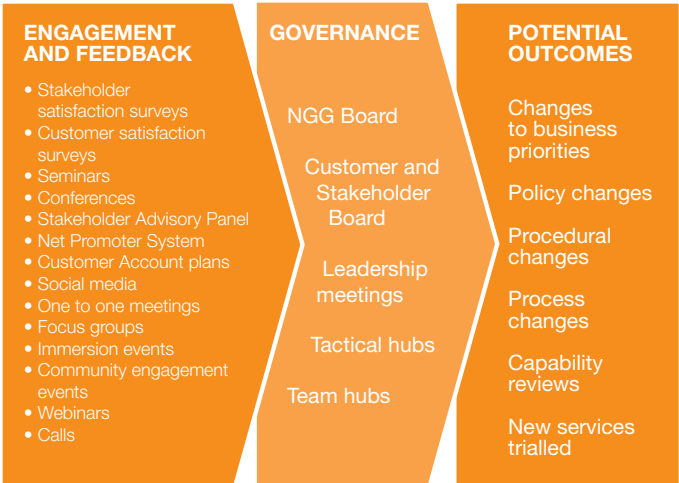 ENGAGEMENT
AND FEEDBACK
• Stakeholder
satisfaction surveys
• Customer satisfaction
surveys
• Seminars
• Conferences
• Stakeholder Advisory Panel
• Net Promoter System
• Customer Account plans
• Social media
• One to one meetings
• Focus groups
• Immersion events
• Community engagement
events
• Webinars
• Calls
GOVERNANCE
NGG Board
Customer and
Stakeholder
Board
Leadership
meetings
Tactical hubs
Team hubs
POTENTIAL
OUTCOMES
Changes
to business
priorities
Policy changes
Procedural
changes
Process
changes
Capability
reviews
New services
trialled